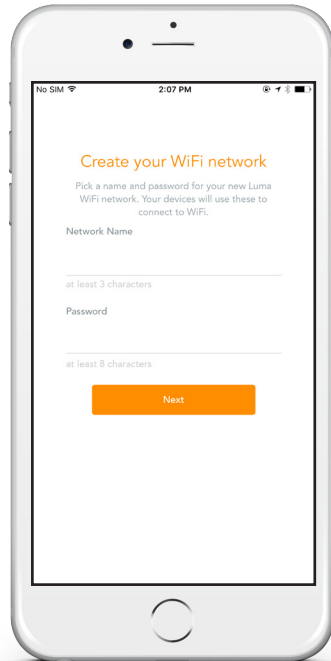 No SIM 2:07 PM
Create your WiFi network
Pick a name and password for your new Luma
WiFi network. Your devices will use these to
connect to WiFi.
Network Name
at least 3 characters
Password
at least 8 characters
Next